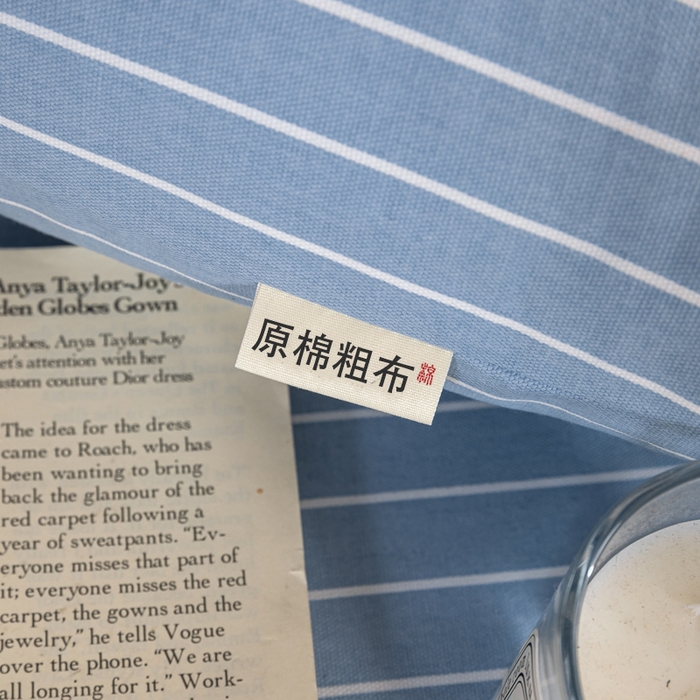 Anya Taylor-Joy's
den Globes Gown
Globes, Anya Taylor-Joy
et's attention with her
ustom couture Dior dress
The idea for the dress
came to Roach, who has
been wanting to bring
back the glamour of the
red carpet following a
year of sweatpants. “Ev-
eryone misses that part of
it; everyone misses the red
carpet, the gowns and the
jewelry,” he tells Vogue
over the phone. “We are
all longing for it.” Work-
原棉粗布